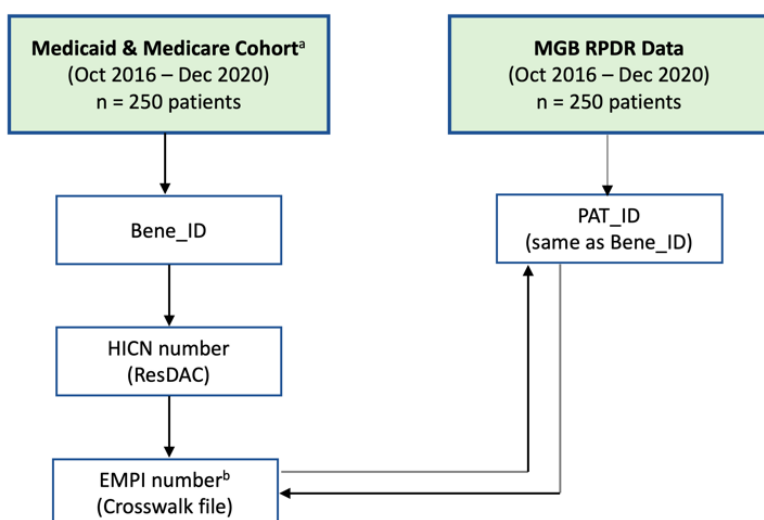 Medicaid & Medicare Cohortᵃ
(Oct 2016 – Dec 2020)
n = 250 patients
MGB RPDR Data
(Oct 2016 – Dec 2020)
n = 250 patients
Bene_ID
PAT_ID
(same as Bene_ID)
HICN number
(ResDAC)
EMPI numberᵇ
(Crosswalk file)